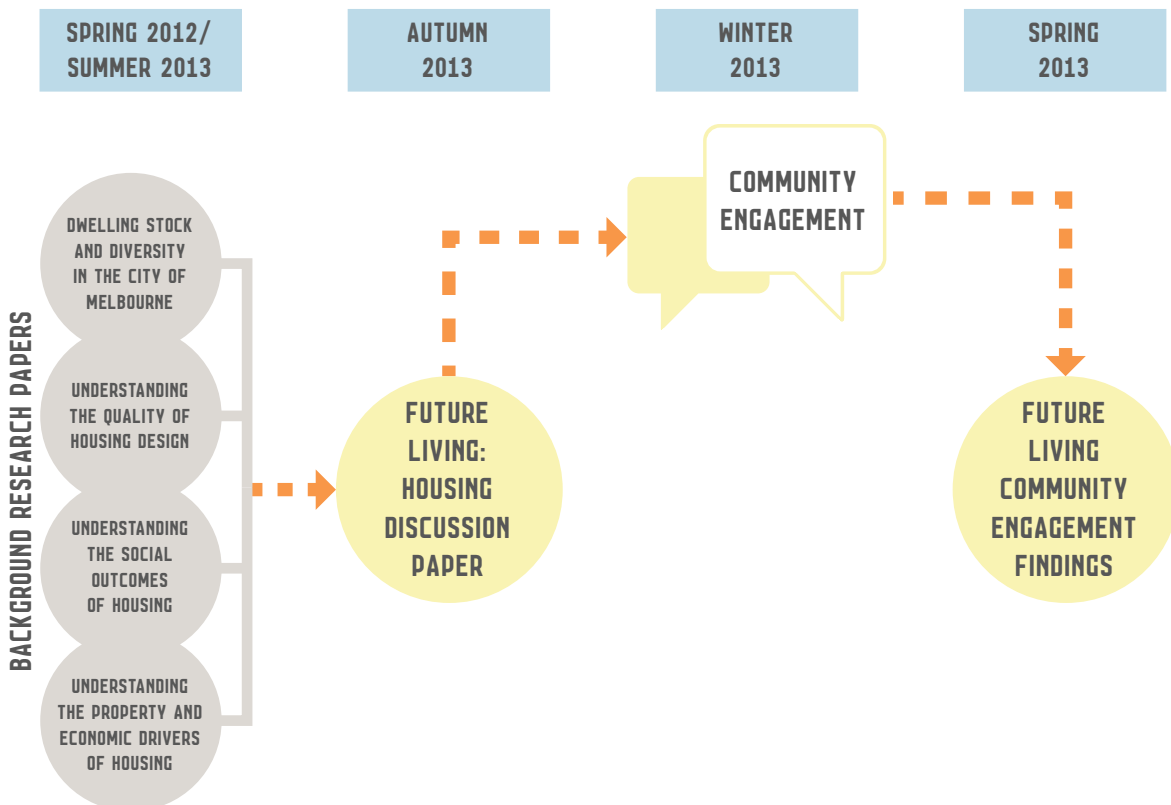 SPRING 2012/
SUMMER 2013
AUTUMN
2013
WINTER
2013
SPRING
2013
BACKGROUND RESEARCH PAPERS
DWELLING STOCK
AND DIVERSITY
IN THE CITY OF
MELBOURNE
UNDERSTANDING
THE QUALITY OF
HOUSING DESIGN
UNDERSTANDING
THE SOCIAL
OUTCOMES
OF HOUSING
UNDERSTANDING
THE PROPERTY AND
ECONOMIC DRIVERS
OF HOUSING
FUTURE
LIVING:
HOUSING
DISCUSSION
PAPER
COMMUNITY
ENGAGEMENT
FUTURE
LIVING
COMMUNITY
ENGAGEMENT
FINDINGS